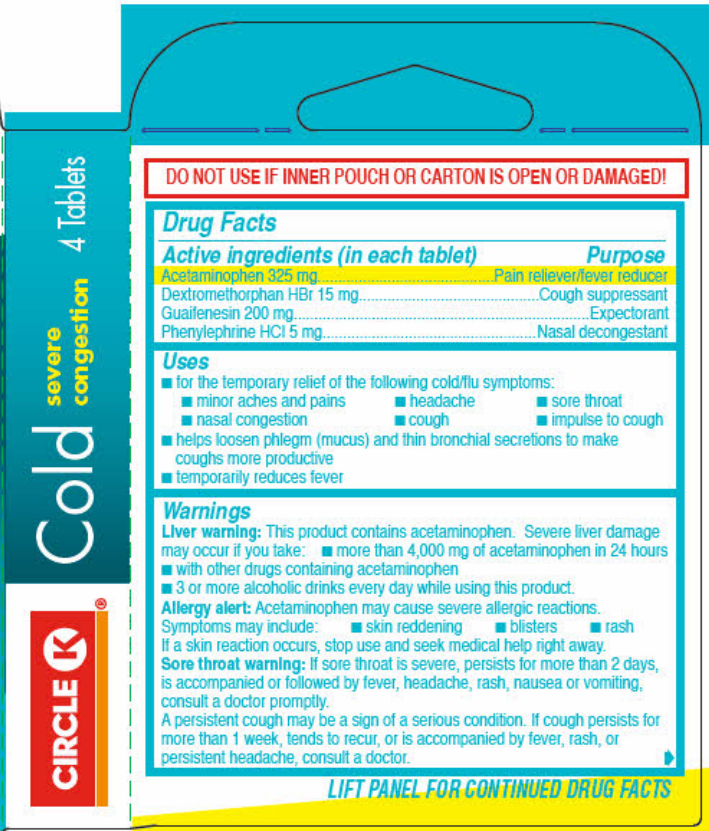 DO NOT USE IF INNER POUCH OR CARTON IS OPEN OR DAMAGED!
Drug Facts
Active ingredients (in each tablet) Purpose
Acetaminophen 325 mg..........Pain reliever/fever reducer
Dextromethorphan HBr 15 mg..........Cough suppressant
Guaifenesin 200 mg..........Expectorant
Phenylephrine HCl 5 mg..........Nasal decongestant
Uses
■ for the temporary relief of the following cold/flu symptoms:
■ minor aches and pains ■ headache ■ sore throat
■ nasal congestion ■ cough ■ impulse to cough
■ helps loosen phlegm (mucus) and thin bronchial secretions to make
coughs more productive
■ temporarily reduces fever
Warnings
Liver warning: This product contains acetaminophen. Severe liver damage
may occur if you take: ■ more than 4,000 mg of acetaminophen in 24 hours
■ with other drugs containing acetaminophen
■ 3 or more alcoholic drinks every day while using this product.
Allergy alert: Acetaminophen may cause severe allergic reactions.
Symptoms may include: ■ skin reddening ■ blisters ■ rash
If a skin reaction occurs, stop use and seek medical help right away.
Sore throat warning: If sore throat is severe, persists for more than 2 days,
is accompanied or followed by fever, headache, rash, nausea or vomiting,
consult a doctor promptly.
A persistent cough may be a sign of a serious condition. If cough persists for
more than 1 week, tends to recur, or is accompanied by fever, rash, or
persistent headache, consult a doctor.
LIFT PANEL FOR CONTINUED DRUG FACTS
CIRCLE K®
Cold
severe
congestion
4 Tablets